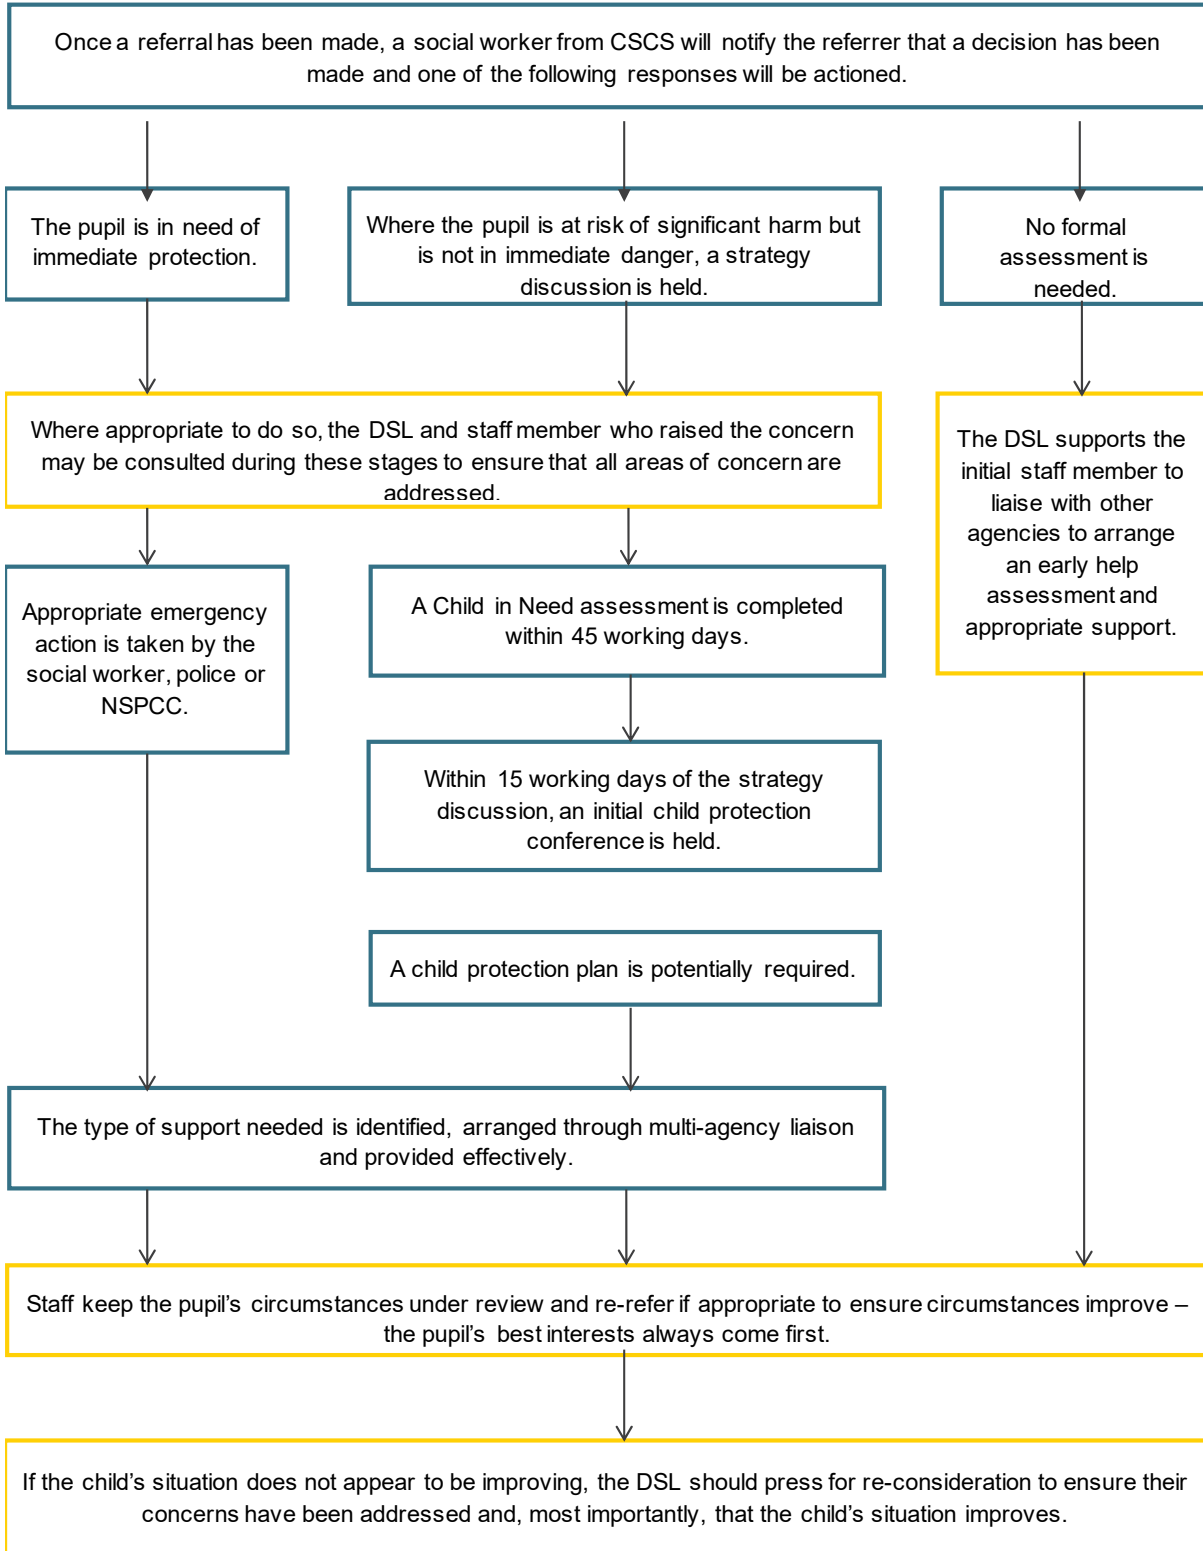 Once a referral has been made, a social worker from CSCS will notify the referrer that a decision has been
made and one of the following responses will be actioned.
The pupil is in need of
immediate protection.
Where the pupil is at risk of significant harm but
is not in immediate danger, a strategy
discussion is held.
No formal
assessment is
needed.
Where appropriate to do so, the DSL and staff member who raised the concern
may be consulted during these stages to ensure that all areas of concern are
addressed.
The DSL supports the
initial staff member to
liaise with other
agencies to arrange
an early help
assessment and
appropriate support.
Appropriate emergency
action is taken by the
social worker, police or
NSPCC.
A Child in Need assessment is completed
within 45 working days.
Within 15 working days of the strategy
discussion, an initial child protection
conference is held.
A child protection plan is potentially required.
The type of support needed is identified, arranged through multi-agency liaison
and provided effectively.
Staff keep the pupil’s circumstances under review and re-refer if appropriate to ensure circumstances improve –
the pupil’s best interests always come first.
If the child’s situation does not appear to be improving, the DSL should press for re-consideration to ensure their
concerns have been addressed and, most importantly, that the child’s situation improves.